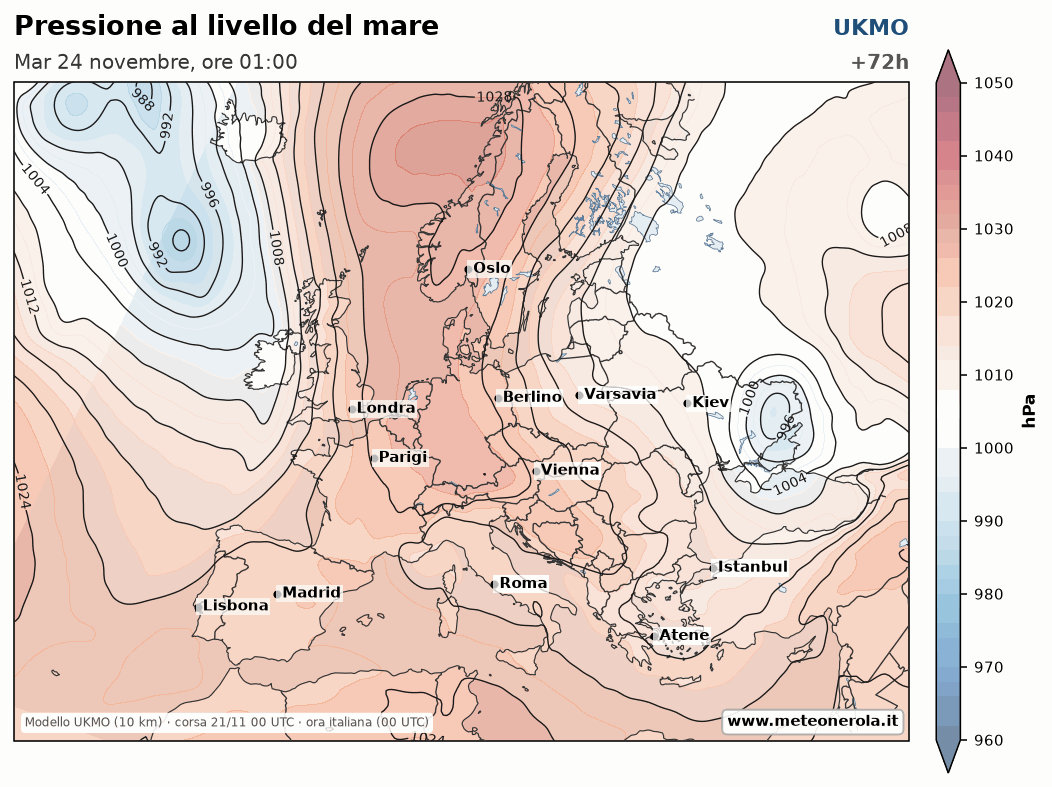 Pressione al livello del mare
UKMO
Mar 24 novembre, ore 01:00
+72h
1028
988
992
1004
996
1000
992
1008
1012
1008
Oslo
Londra
Berlino
Varsavia
Kiev
1000
996
Parigi
Vienna
1004
1024
Istanbul
Madrid
Roma
Lisbona
Atene
Modello UKMO (10 km) · corsa 21/11 00 UTC · ora italiana (00 UTC)
www.meteonerola.it
1024
1050
1040
1030
1020
1010
1000
990
980
970
960
hPa